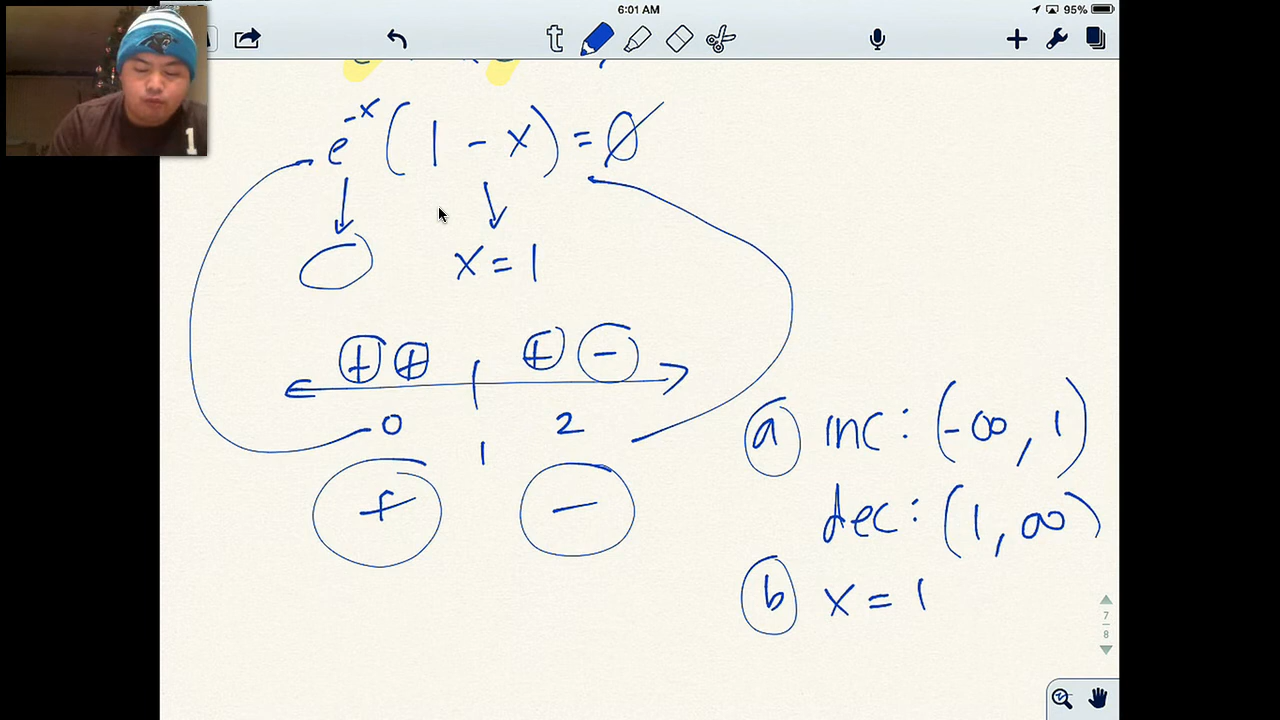 6:01 AM
95%
t
1
e^{-x}(1 - x) = 0
x = 1
+ + + -
0 2
1
+ -
a inc: (-∞, 1)
dec: (1, ∞)
b x = 1
7
8